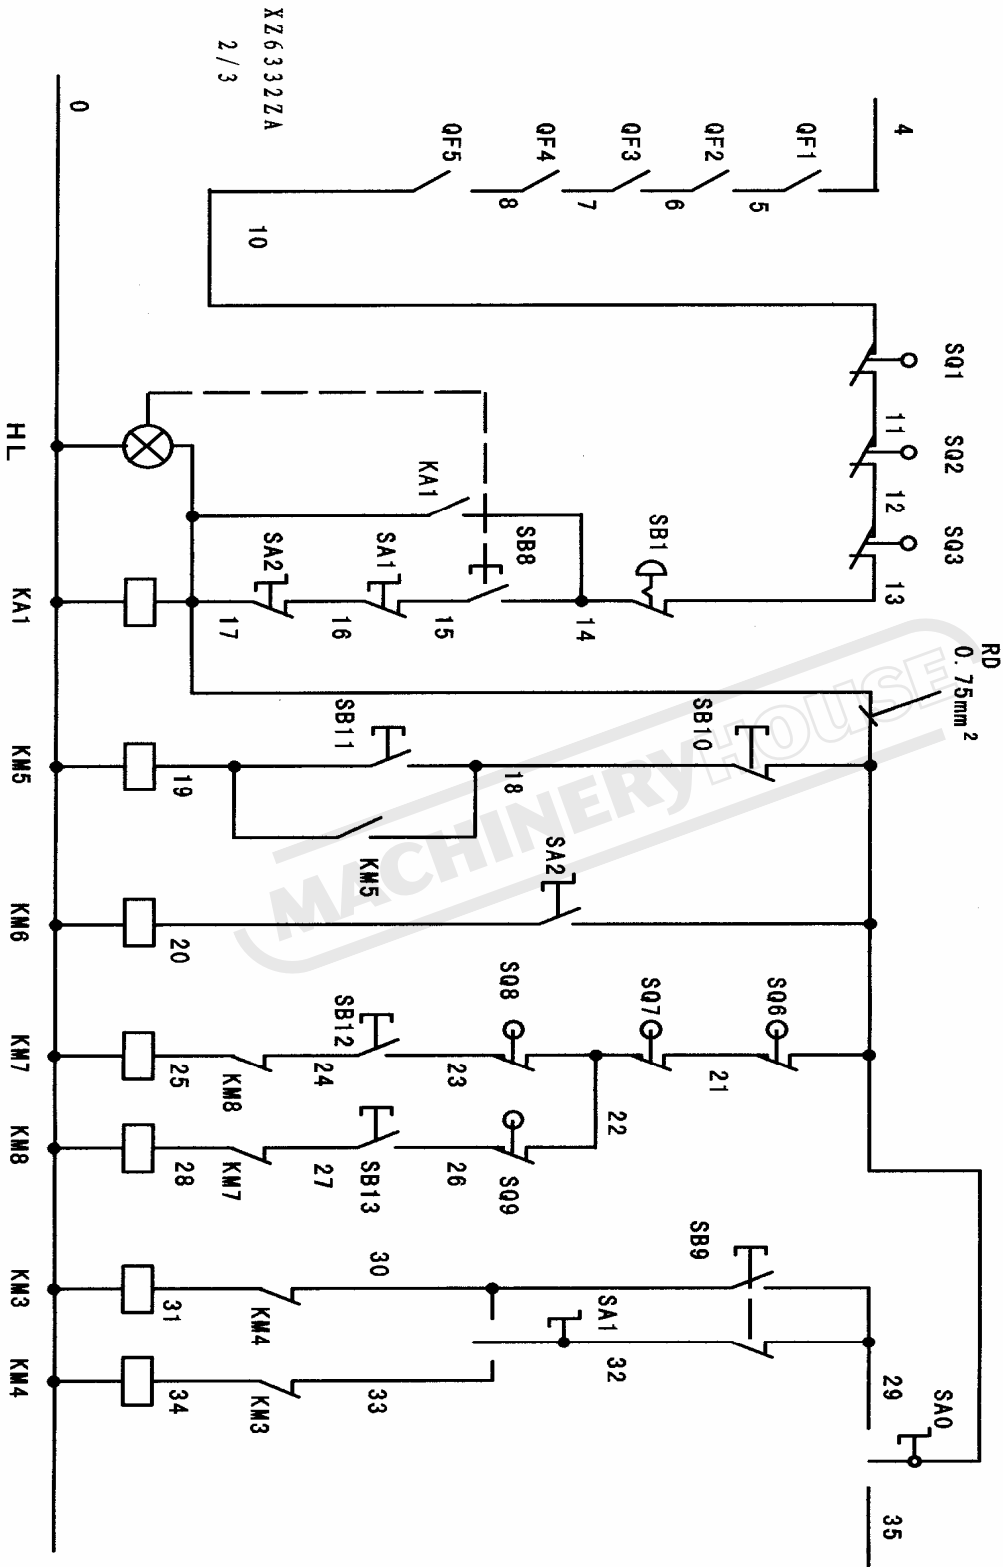 XZ6332ZA
2/3
0
4
QF1
QF2
QF3
QF4
QF5
5
6
7
8
10
SQ1
SQ2
SQ3
11
12
13
HL
KA1
SA2
SA1
SB8
SB1
KA1
17
16
15
14
RD
0.75mm²
KM5
19
SB11
18
SB10
KM5
KM6
20
SA2
KM7
25
KM8
24
SB12
23
SQ8
SQ7
21
SQ6
22
KM8
28
KM7
27
SB13
26
SQ9
KM3
31
KM4
30
SB9
SA1
32
29
SA0
KM4
34
KM3
33
35
MACHINERYHOUSE